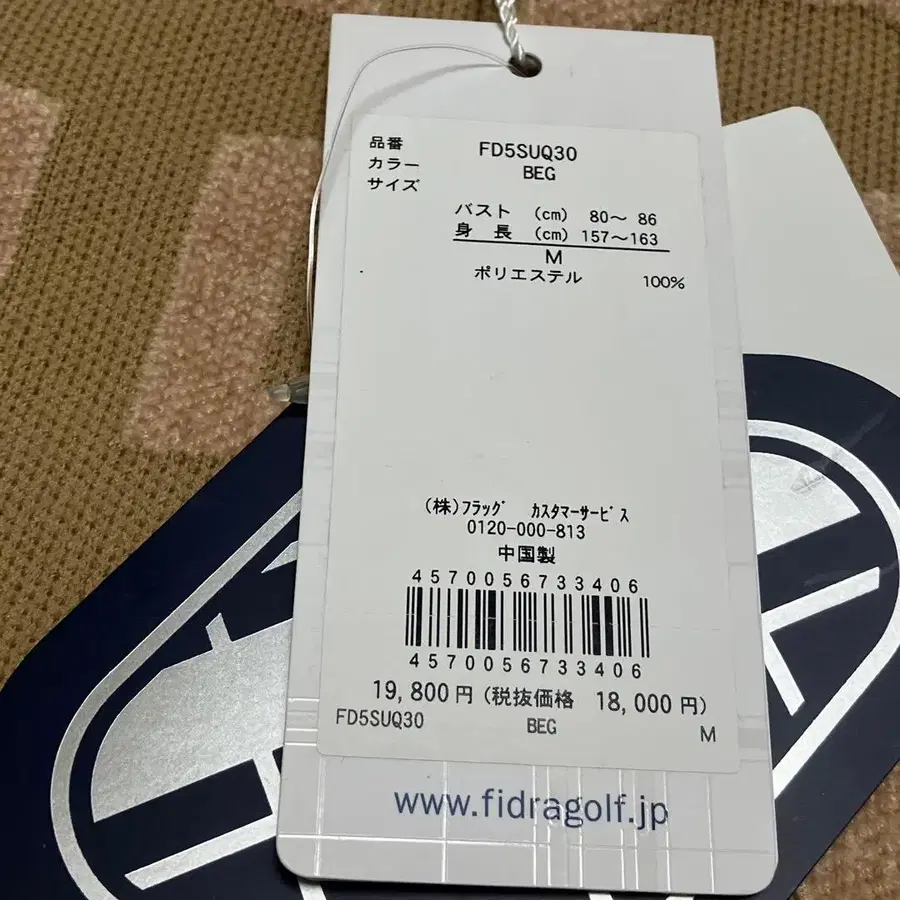 品番 FD5SUQ30
カラー BEG
サイズ
バスト (cm) 80～ 86
身 長 (cm) 157～163
M
ポリエステル 100%
(株)ﾌﾗｯｸﾞ ｶｽﾀﾏｰｻｰﾋﾞｽ
0120-000-813
中国製
4570056733406
4570056733406
19,800円(税抜価格 18,000円)
FD5SUQ30 BEG M
www.fidragolf.jp